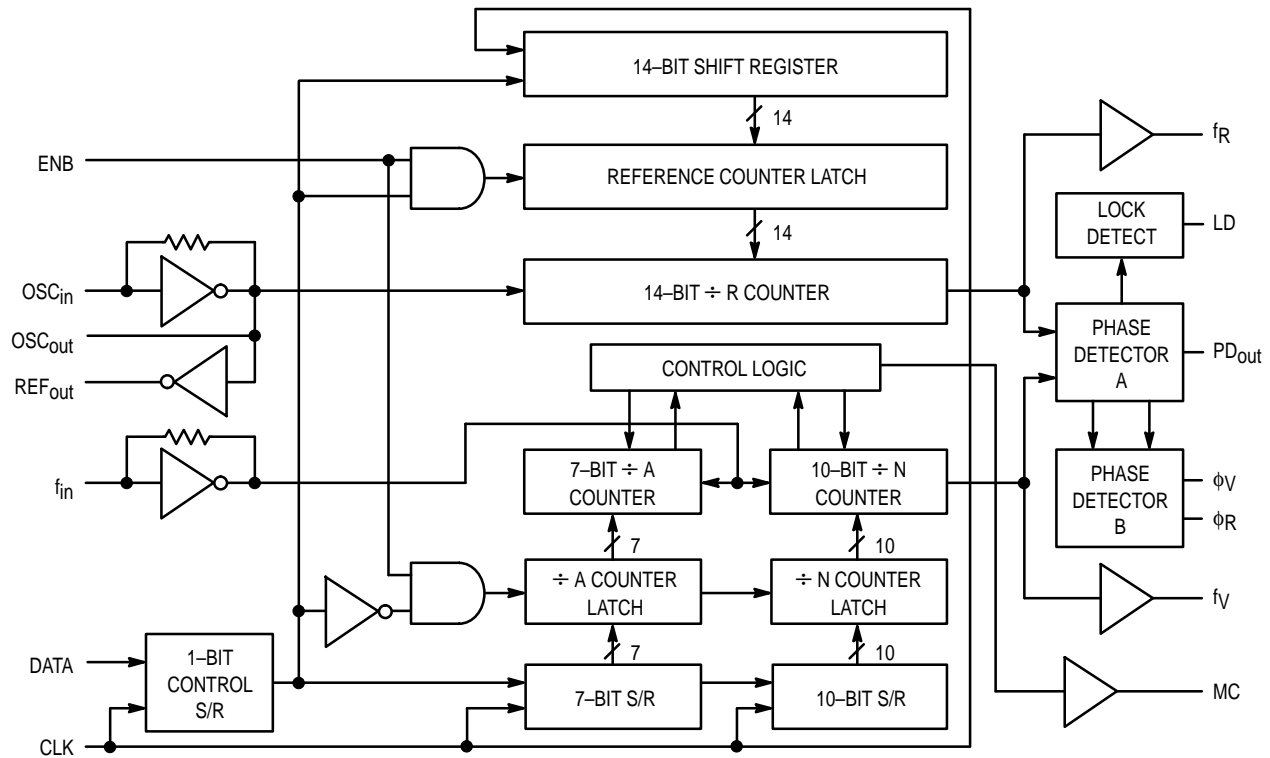 14–BIT SHIFT REGISTER
14
f_R
ENB
REFERENCE COUNTER LATCH
LOCK
DETECT
LD
14
OSC_in
14–BIT ÷ R COUNTER
OSC_out
PHASE
DETECTOR
A
PD_out
CONTROL LOGIC
REF_out
f_in
7–BIT ÷ A
COUNTER
10–BIT ÷ N
COUNTER
PHASE
DETECTOR
B
ϕ_V
ϕ_R
7
10
÷ A COUNTER
LATCH
÷ N COUNTER
LATCH
f_V
7
10
DATA
1–BIT
CONTROL
S/R
7–BIT S/R
10–BIT S/R
MC
CLK